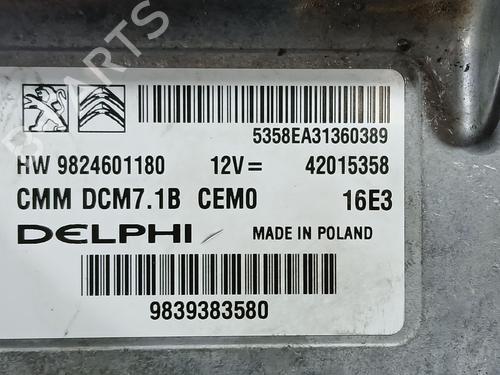 5358EA31360389
HW 9824601180 12V= 42015358
CMM DCM7.1B CEM0 16E3
DELPHI MADE IN POLAND
9839383580